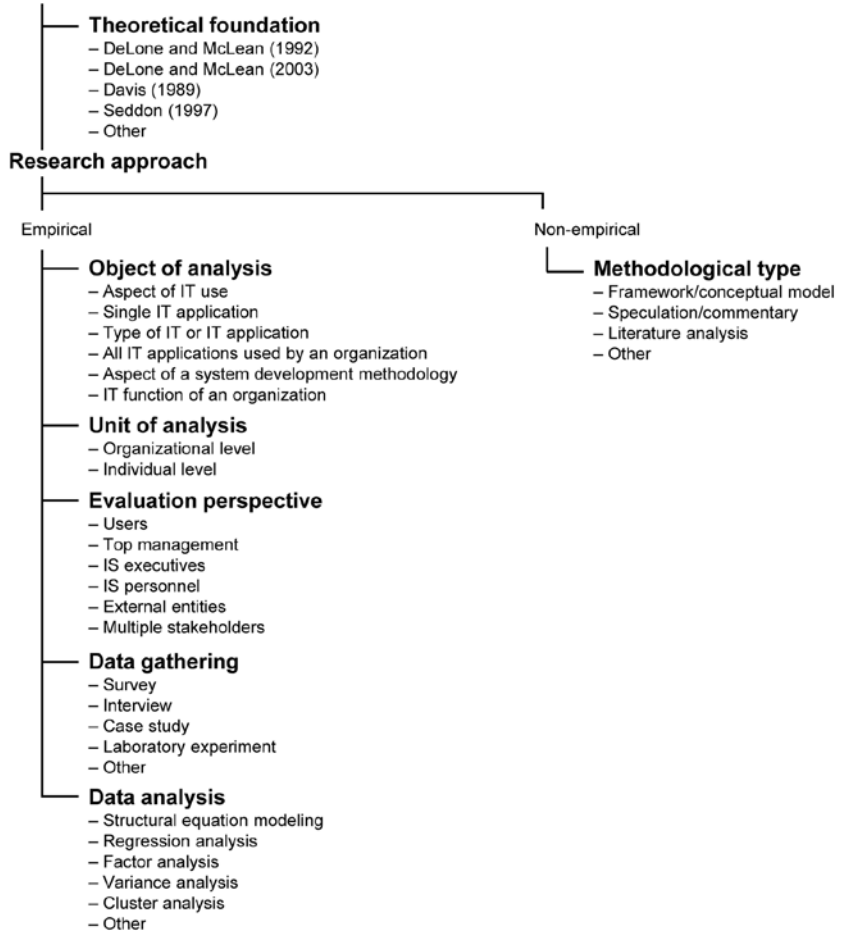 Theoretical foundation
– DeLone and McLean (1992)
– DeLone and McLean (2003)
– Davis (1989)
– Seddon (1997)
– Other
Research approach
Empirical
Non-empirical
Object of analysis
– Aspect of IT use
– Single IT application
– Type of IT or IT application
– All IT applications used by an organization
– Aspect of a system development methodology
– IT function of an organization
Unit of analysis
– Organizational level
– Individual level
Evaluation perspective
– Users
– Top management
– IS executives
– IS personnel
– External entities
– Multiple stakeholders
Data gathering
– Survey
– Interview
– Case study
– Laboratory experiment
– Other
Data analysis
– Structural equation modeling
– Regression analysis
– Factor analysis
– Variance analysis
– Cluster analysis
– Other
Methodological type
– Framework/conceptual model
– Speculation/commentary
– Literature analysis
– Other